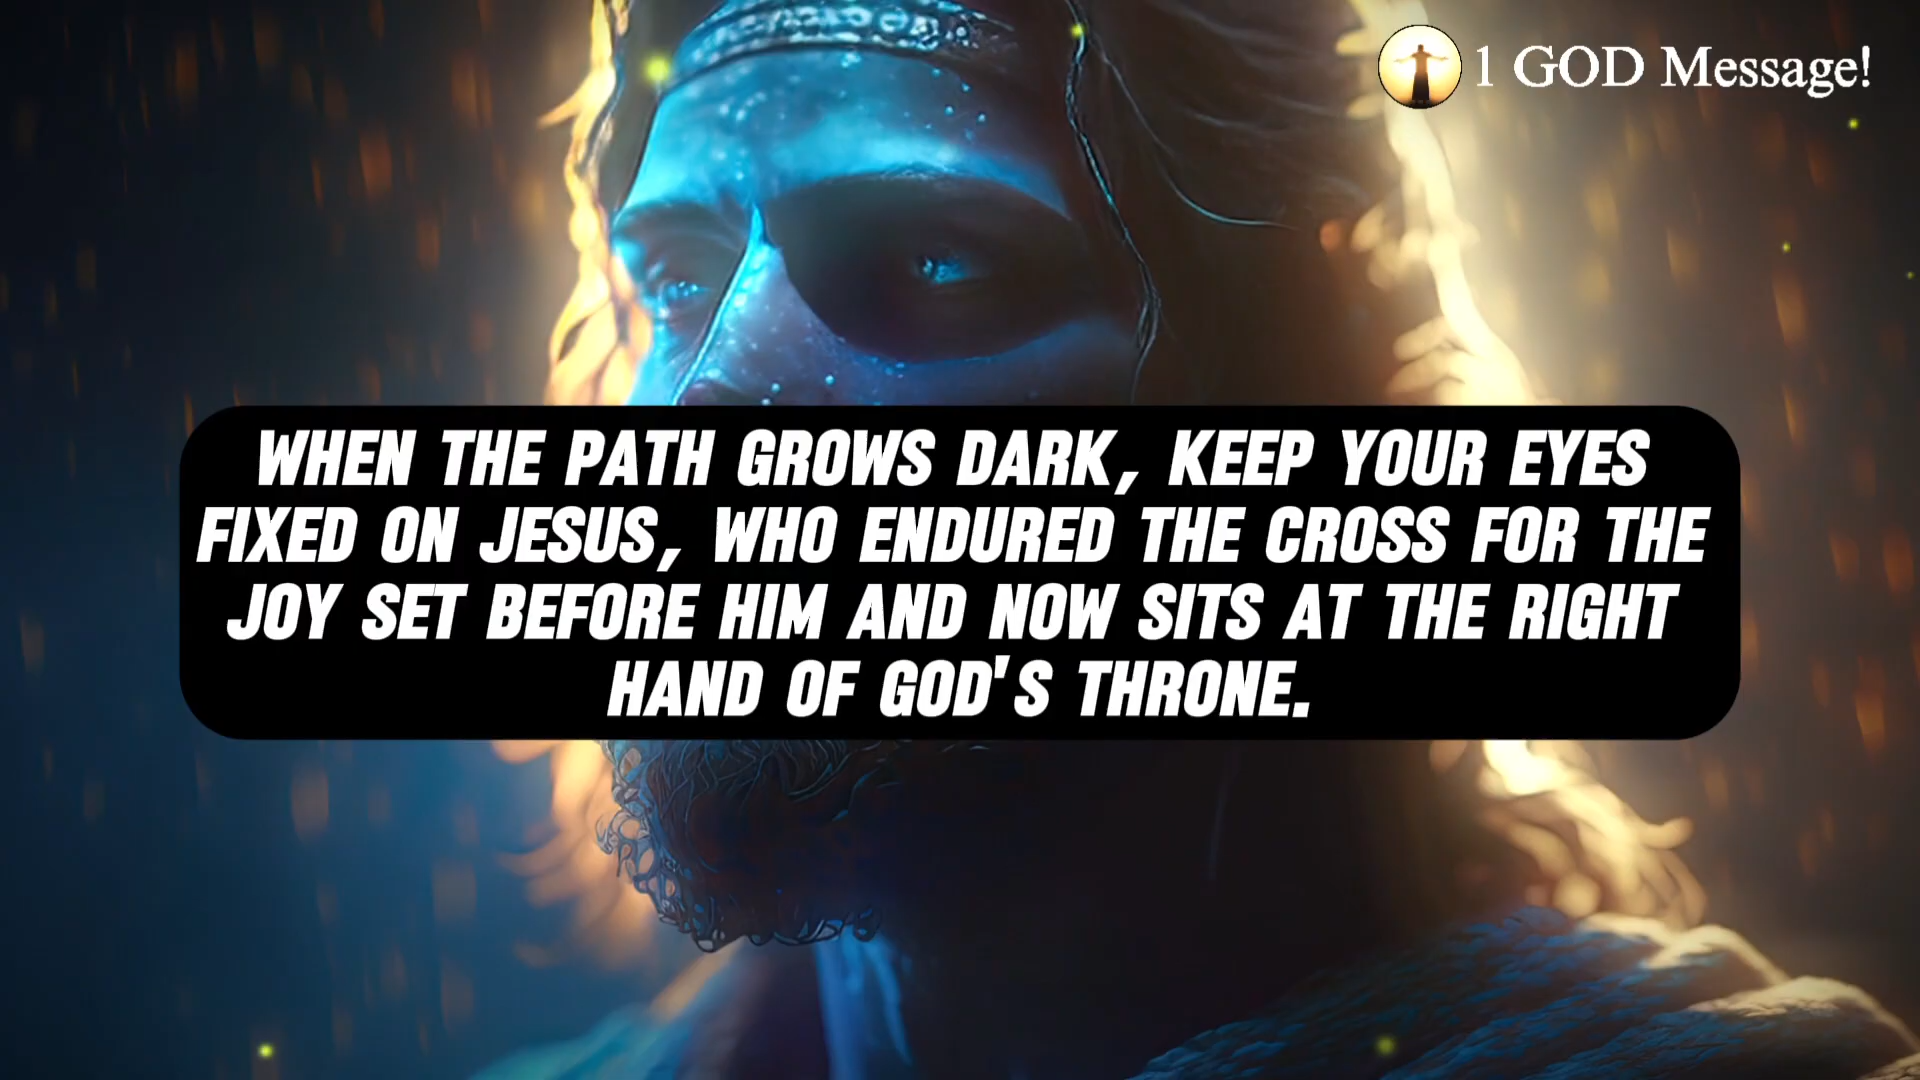 1 GOD Message!
WHEN THE PATH GROWS DARK, KEEP YOUR EYES
FIXED ON JESUS, WHO ENDURED THE CROSS FOR THE
JOY SET BEFORE HIM AND NOW SITS AT THE RIGHT
HAND OF GOD'S THRONE.